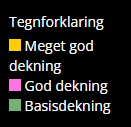 Tegnforklaring
Meget god
dekning
God dekning
Basisdekning